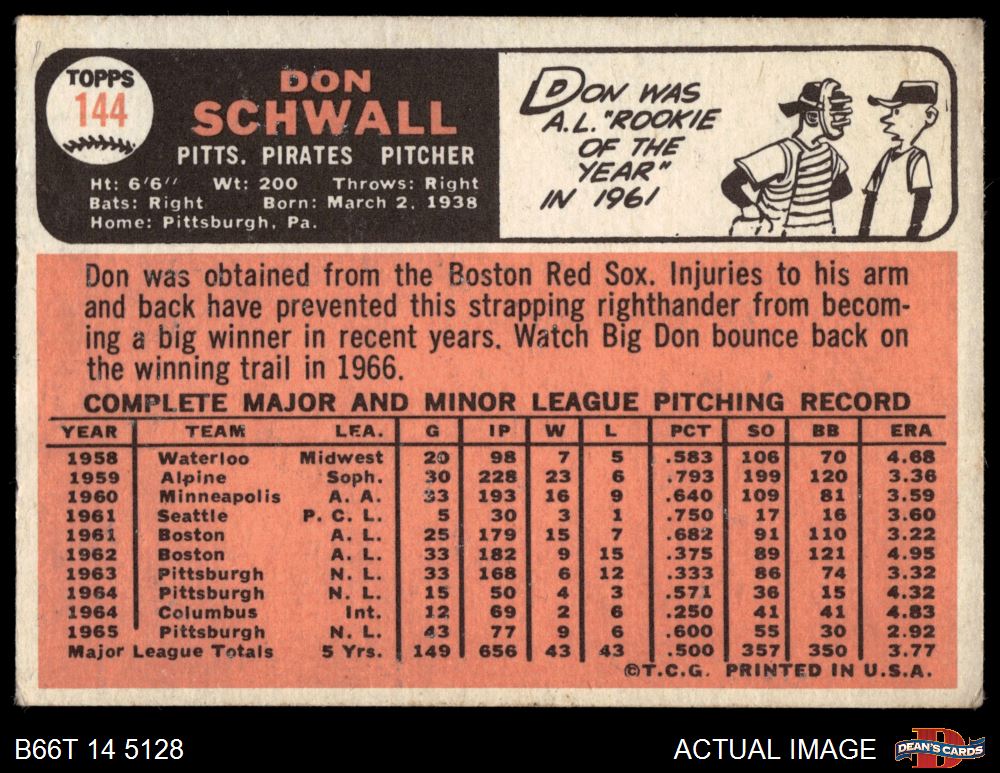 TOPPS
144
DON
SCHWALL
PITTS. PIRATES PITCHER
Ht: 6'6" Wt: 200 Throws: Right
Bats: Right Born: March 2, 1938
Home: Pittsburgh, Pa.
DON WAS
A.L. "ROOKIE
OF THE
YEAR"
IN 1961
Don was obtained from the Boston Red Sox. Injuries to his arm
and back have prevented this strapping righthander from becom-
ing a big winner in recent years. Watch Big Don bounce back on
the winning trail in 1966.
COMPLETE MAJOR AND MINOR LEAGUE PITCHING RECORD
YEAR TEAM LEA. G IP W L PCT SO BB ERA
1958 Waterloo Midwest 20 98 7 5 .583 106 70 4.68
1959 Alpine Soph. 30 228 23 6 .793 199 120 3.36
1960 Minneapolis A. A. 33 193 16 9 .640 109 81 3.59
1961 Seattle P. C. L. 5 30 3 1 .750 17 16 3.60
1961 Boston A. L. 25 179 15 7 .682 91 110 3.22
1962 Boston A. L. 33 182 9 15 .375 89 121 4.95
1963 Pittsburgh N. L. 33 168 6 12 .333 86 74 3.32
1964 Pittsburgh N. L. 15 50 4 3 .571 36 15 4.32
1964 Columbus Int. 12 69 2 6 .250 41 41 4.83
1965 Pittsburgh N. L. 43 77 9 6 .600 55 30 2.92
Major League Totals 5 Yrs. 149 656 43 43 .500 357 350 3.77
©T.C.G. PRINTED IN U.S.A.
B66T 14 5128
ACTUAL IMAGE
D
DEAN'S CARDS